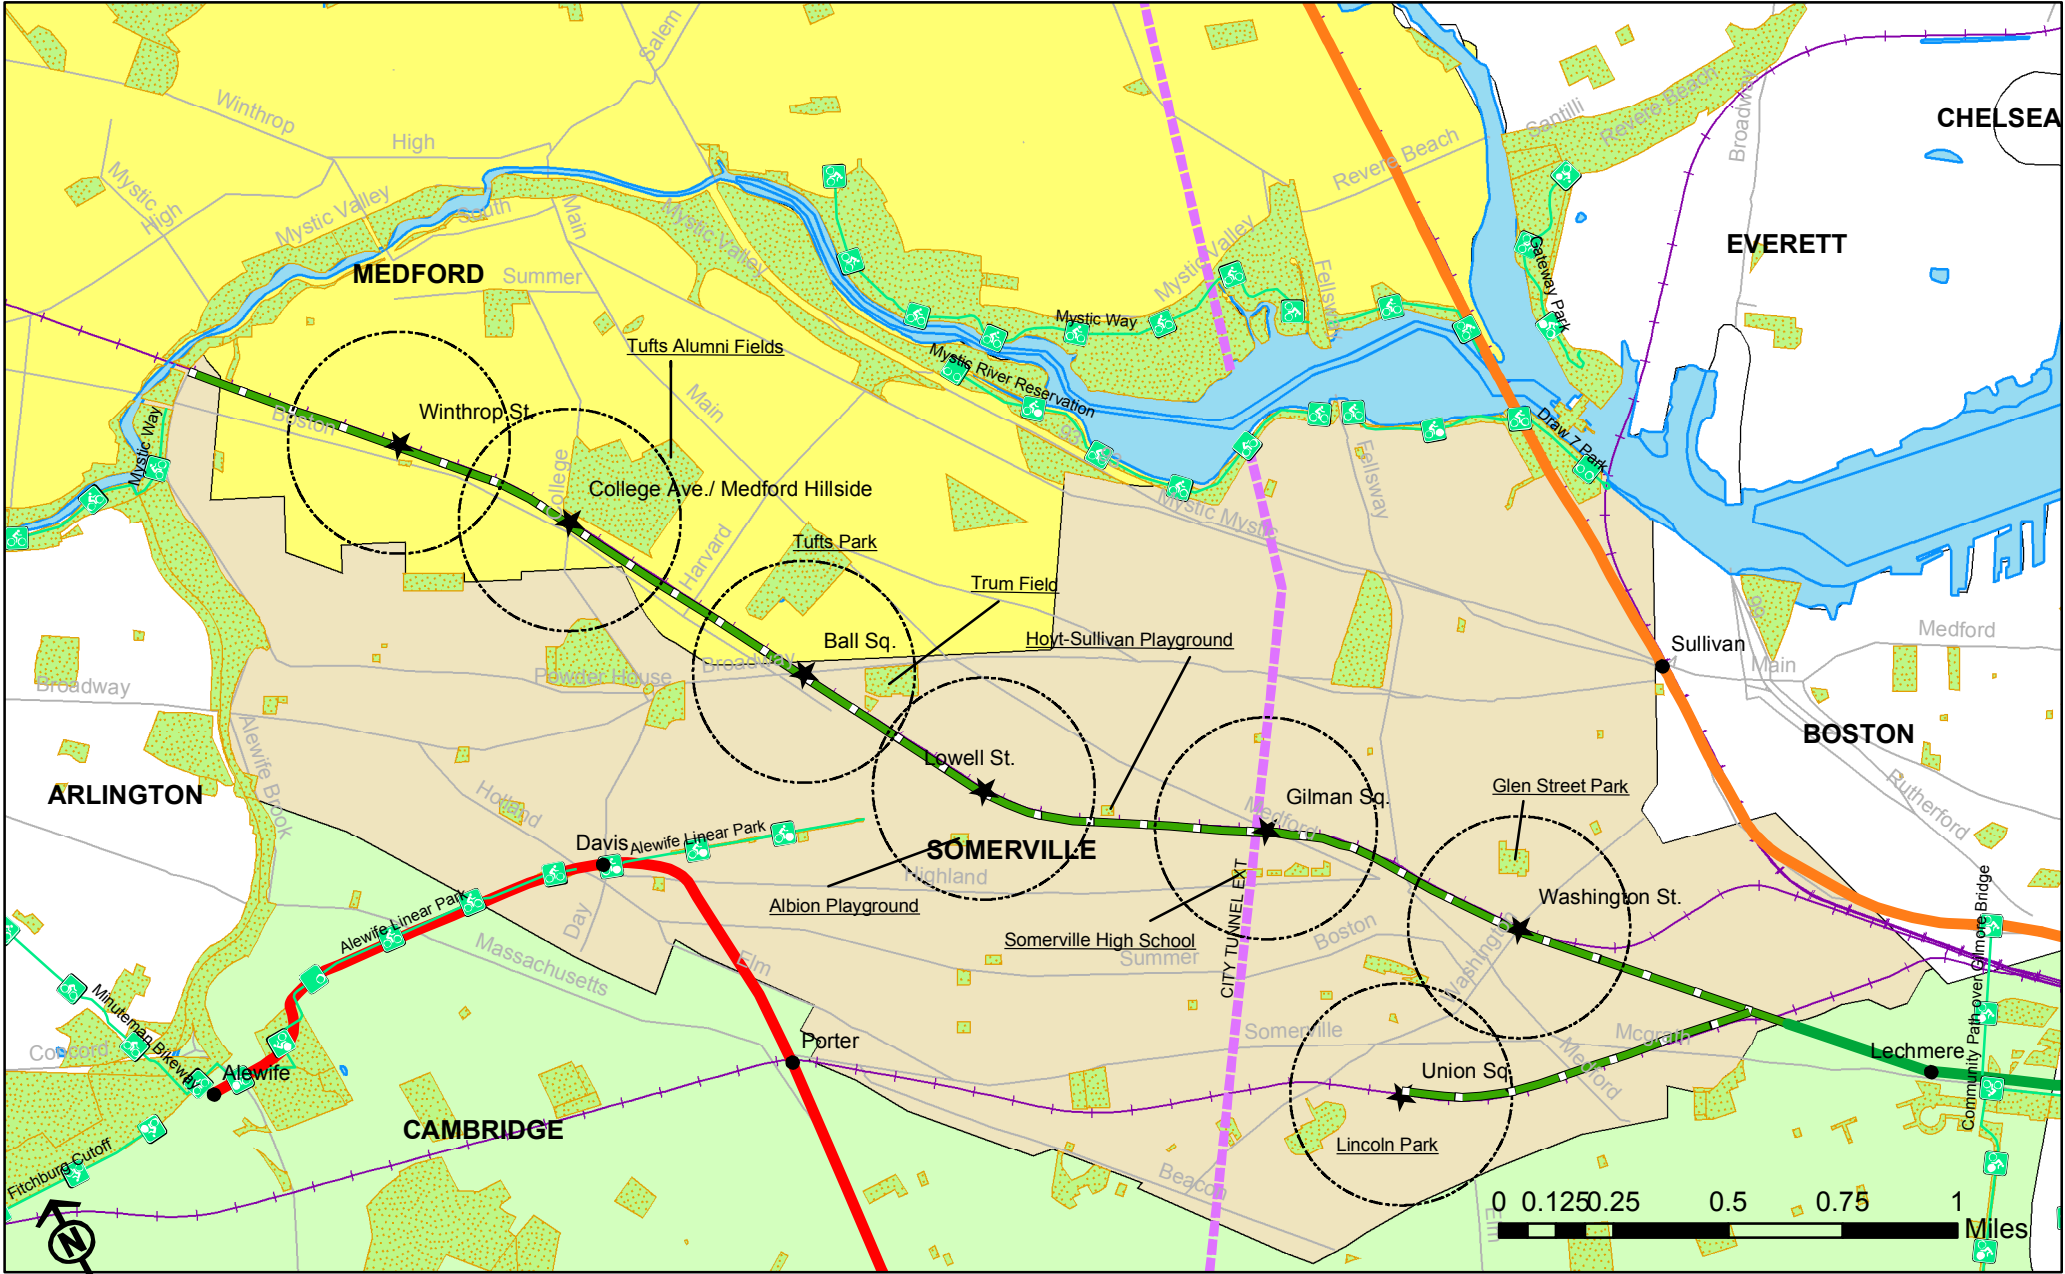 Salem
Winthrop
High
Santilli
Revere Beach
Broadway
CHELSEA
Revere Beach
Mystic
High
Mystic Valley
South
Main
Mystic Valley
Mystic Valley
Fellsway
Gateway Park
EVERETT
MEDFORD
Summer
Mystic Way
Tufts Alumni Fields
Mystic River Reservation
Winthrop St.
Boston
Main
Mystic Way
College
93
Fellsway
Draw 7 Park
College Ave./ Medford Hillside
Mystic Mystic
Harvard
Tufts Park
Trum Field
99
Medford
Hoyt-Sullivan Playground
Ball Sq.
Sullivan
Main
Broadway
Powder House
Broadway
Alewife Brook
BOSTON
Lowell St.
Glen Street Park
Rutherford
ARLINGTON
Holland
Gilman Sq.
Medford
Davis
Alewife Linear Park
SOMERVILLE
Highland
Albion Playground
Alewife Linear Park
Day
Washington St.
Community Path over Gilmore Bridge
CITY TUNNEL EXT
Somerville High School
Boston
Summer
Washington
Massachusetts
Elm
Minuteman Bikeway
Concord
Somerville
Mcgrath
Porter
Lechmere
Alewife
Union Sq
Medford
CAMBRIDGE
Lincoln Park
Fitchburg Cutoff
Beacon
Elm
0 0.125 0.25 0.5 0.75 1
Miles
N